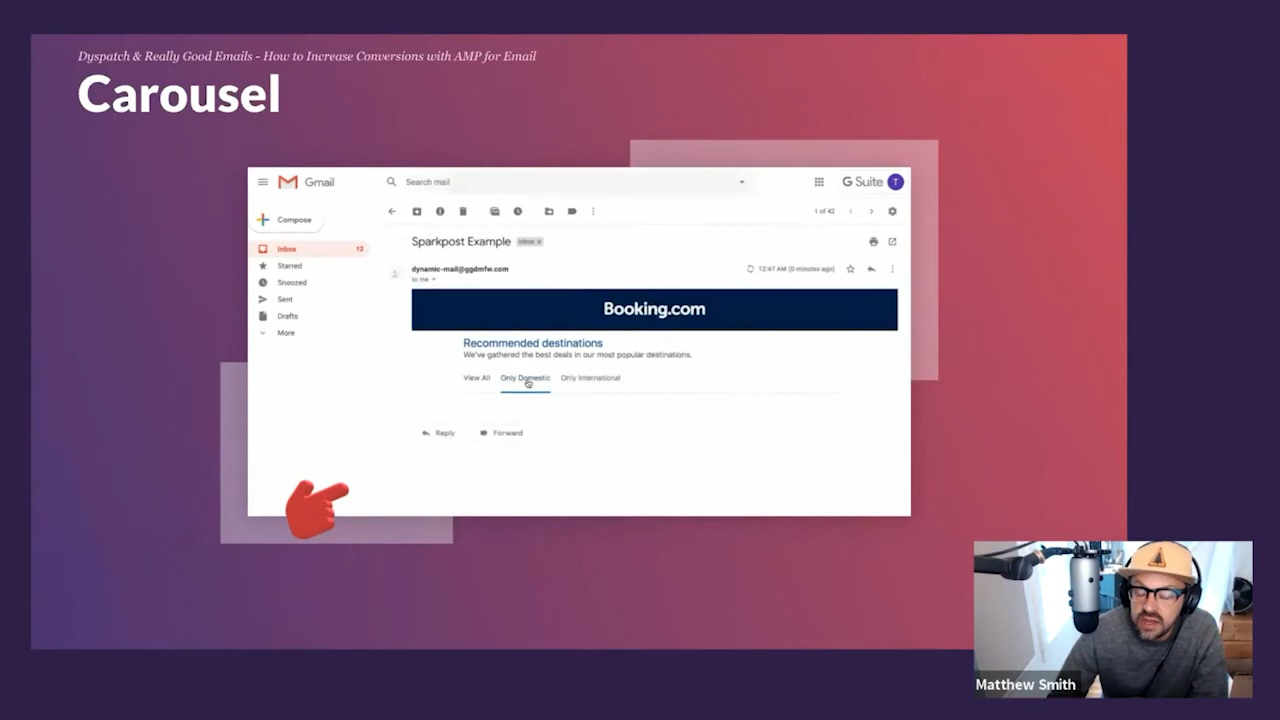 Dyspatch & Really Good Emails - How to Increase Conversions with AMP for Email
Carousel
Gmail
Search mail
G Suite
T
Compose
1 of 42
Inbox 12
Starred
Snoozed
Sent
Drafts
More
Sparkpost Example Inbox x
dynamic-mail@ggdmfw.com
12:47 AM (0 minutes ago)
to me
Booking.com
Recommended destinations
We've gathered the best deals in our most popular destinations.
View All Only Domestic Only International
Reply Forward
Matthew Smith